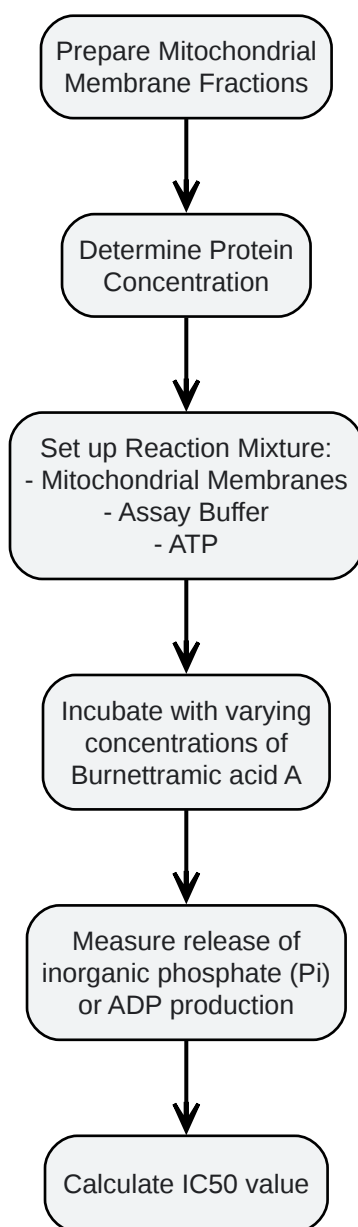 Prepare Mitochondrial
Membrane Fractions
Determine Protein
Concentration
Set up Reaction Mixture:
- Mitochondrial Membranes
- Assay Buffer
- ATP
Incubate with varying
concentrations of
Burnettramic acid A
Measure release of
inorganic phosphate (Pi)
or ADP production
Calculate IC50 value